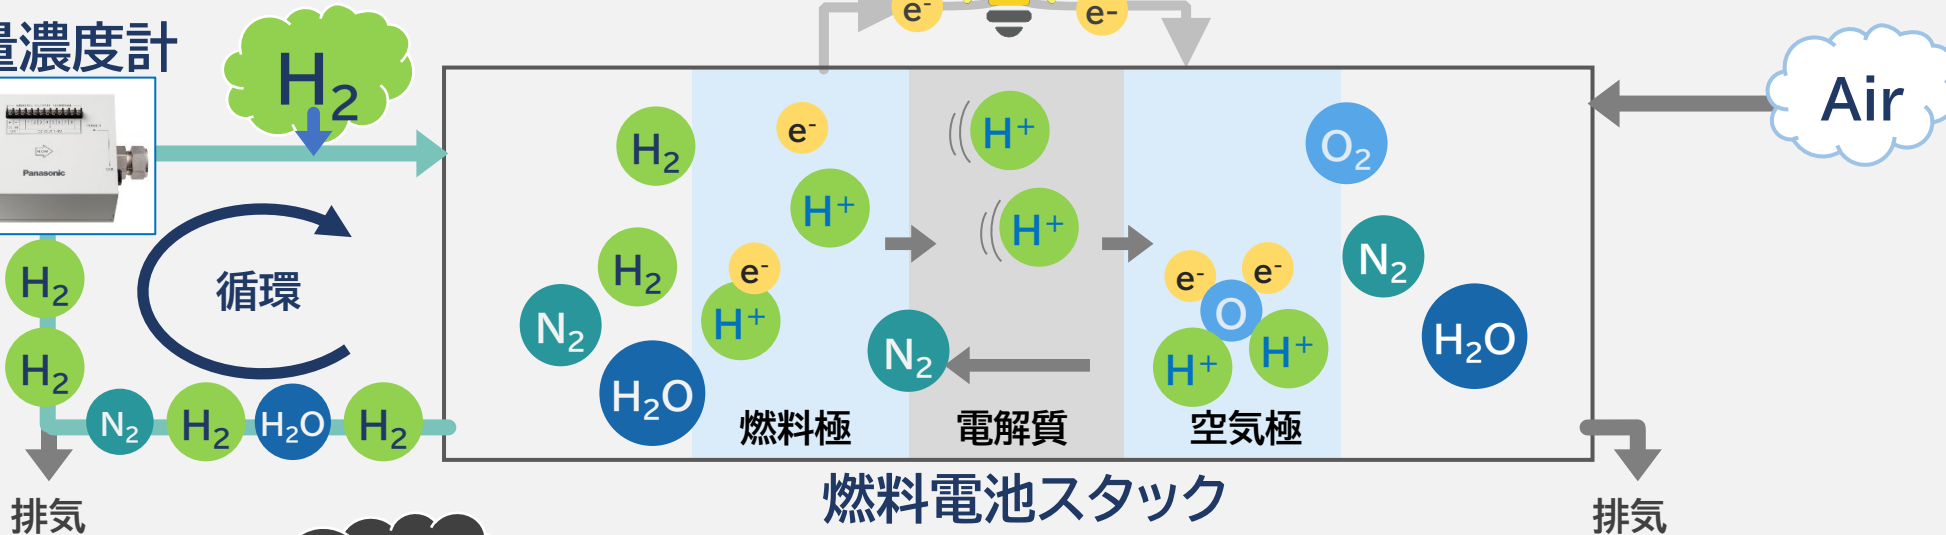 量濃度計
H2
Air
e-
e-
Panasonic
循環
H2
H2
N2
H2
H2O
H2
排気
H2
H2
N2
H2O
e-
H+
e-
H+
N2
H+
H+
O2
N2
H2O
e-
e-
O
H+
H+
燃料極
電解質
空気極
燃料電池スタック
排気